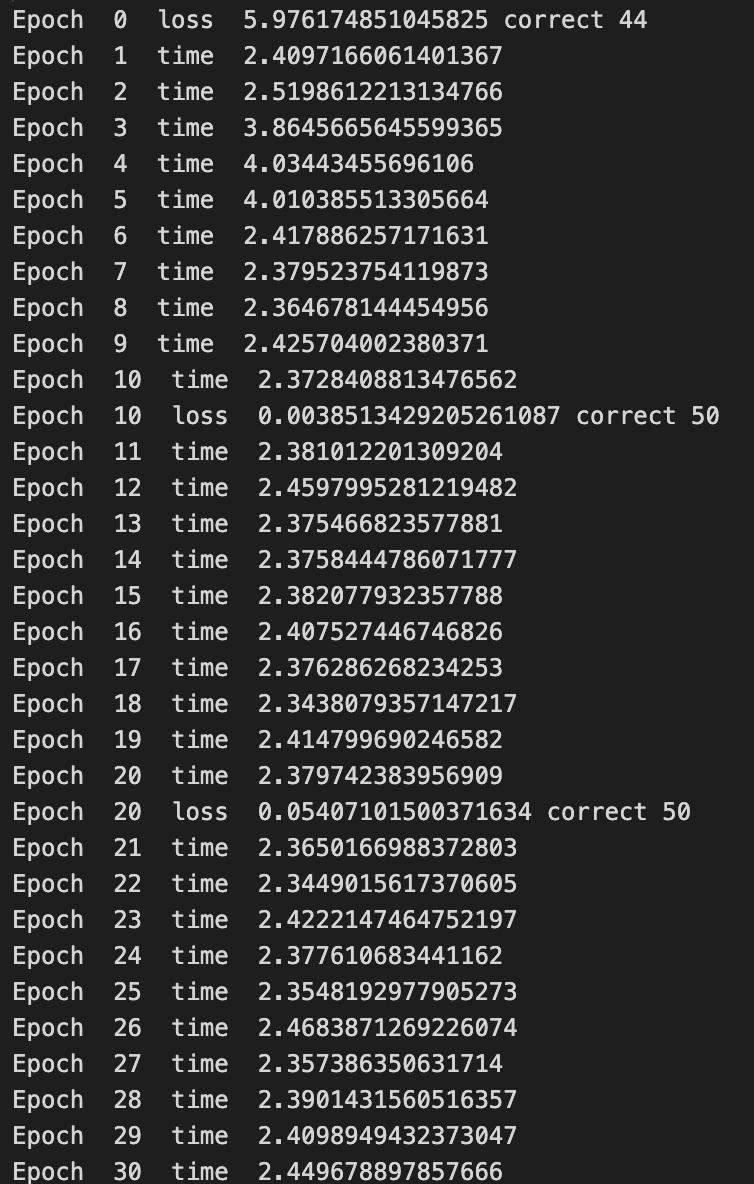 Epoch  0  loss  5.976174851045825 correct 44
Epoch  1  time  2.4097166061401367
Epoch  2  time  2.5198612213134766
Epoch  3  time  3.8645665645599365
Epoch  4  time  4.03443455696106
Epoch  5  time  4.010385513305664
Epoch  6  time  2.417886257171631
Epoch  7  time  2.379523754119873
Epoch  8  time  2.364678144454956
Epoch  9  time  2.425704002380371
Epoch  10  time  2.3728408813476562
Epoch  10  loss  0.0038513429205261087 correct 50
Epoch  11  time  2.381012201309204
Epoch  12  time  2.4597995281219482
Epoch  13  time  2.375466823577881
Epoch  14  time  2.3758444786071777
Epoch  15  time  2.382077932357788
Epoch  16  time  2.407527446746826
Epoch  17  time  2.376286268234253
Epoch  18  time  2.3438079357147217
Epoch  19  time  2.414799690246582
Epoch  20  time  2.379742383956909
Epoch  20  loss  0.05407101500371634 correct 50
Epoch  21  time  2.3650166988372803
Epoch  22  time  2.3449015617370605
Epoch  23  time  2.4222147464752197
Epoch  24  time  2.377610683441162
Epoch  25  time  2.3548192977905273
Epoch  26  time  2.4683871269226074
Epoch  27  time  2.357386350631714
Epoch  28  time  2.3901431560516357
Epoch  29  time  2.4098949432373047
Epoch  30  time  2.449678897857666